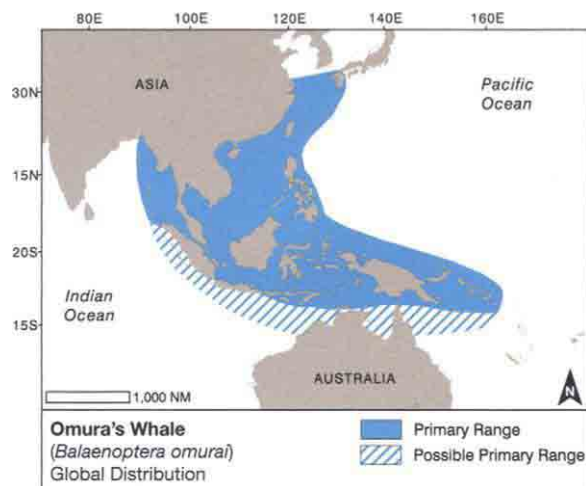 80E 100E 120E 140E 160E
ASIA
Pacific
Ocean
30N
15N
20S
Indian
Ocean
15S
AUSTRALIA
1,000 NM
N
Omura's Whale
(Balaenoptera omurai)
Global Distribution
Primary Range
Possible Primary Range